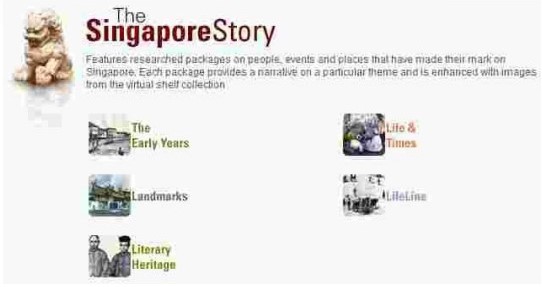 The
SingaporeStory
Features researched packages on people, events and places that have made their mark on
Singapore. Each package provides a narrative on a particular theme and is enhanced with images
from the virtual shelf collection
The
Early Years
Life &
Times
Landmarks
LifeLine
Literary
Heritage